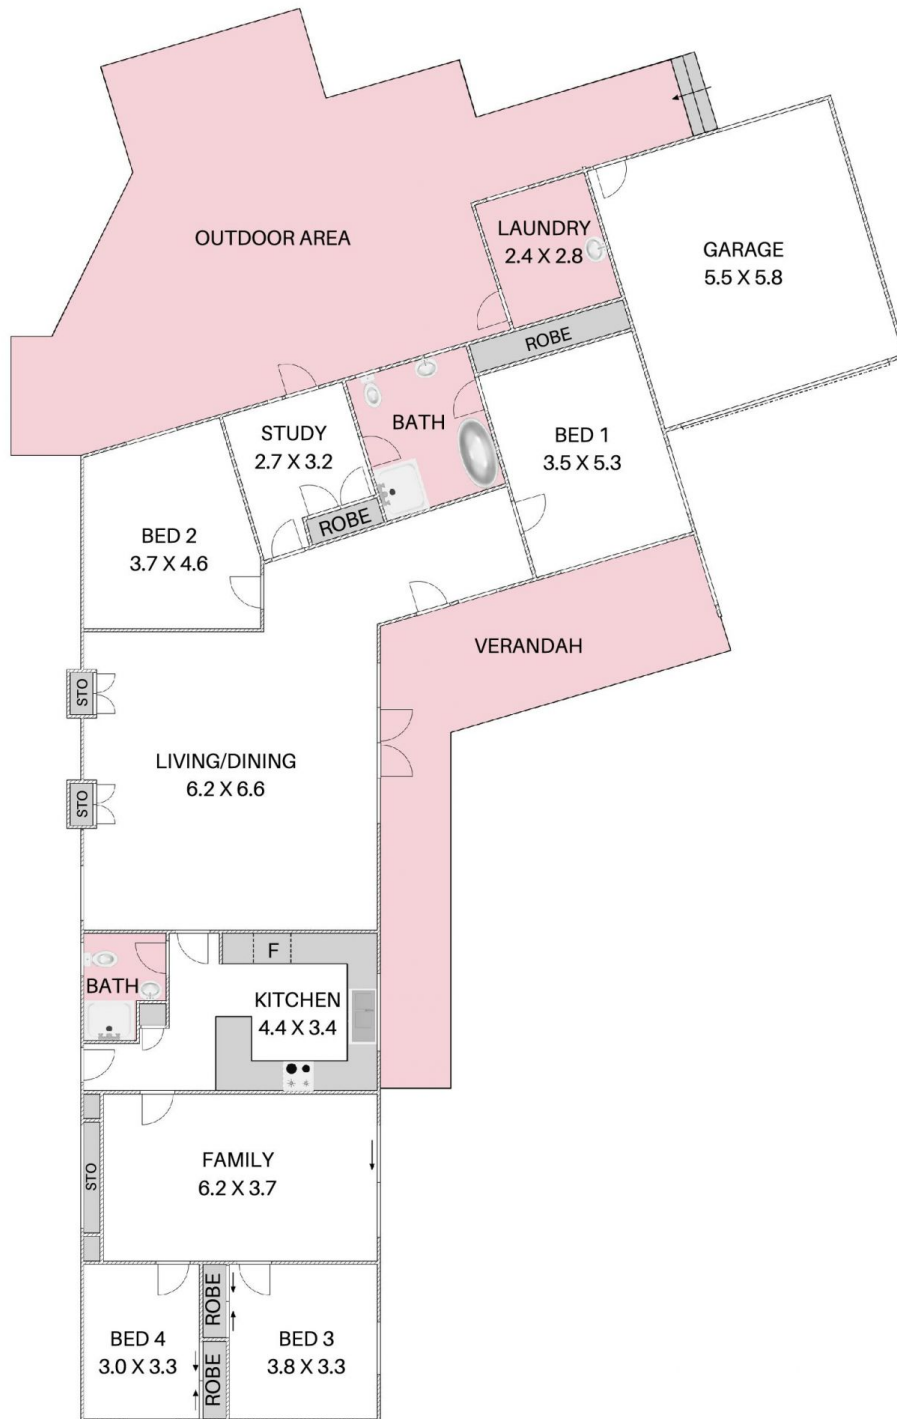 OUTDOOR AREA
LAUNDRY
2.4 X 2.8
GARAGE
5.5 X 5.8
ROBE
STUDY
2.7 X 3.2
BATH
BED 1
3.5 X 5.3
ROBE
BED 2
3.7 X 4.6
VERANDAH
STO
LIVING/DINING
6.2 X 6.6
STO
F
BATH
KITCHEN
4.4 X 3.4
FAMILY
6.2 X 3.7
STO
ROBE
BED 4
3.0 X 3.3
BED 3
3.8 X 3.3
ROBE